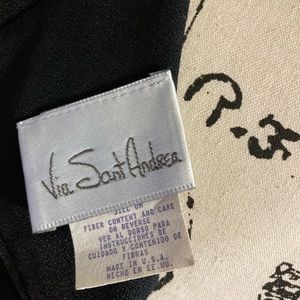 Via Sant'Andrea
FIBER CONTENT AND CARE
ON REVERSE
VER AL DORSO PARA
INSTRUCCIONES DE
CUIDADO Y CONTENIDO DE
FIBRAS
MADE IN U.S.A.
HECHO EN EE.UU.